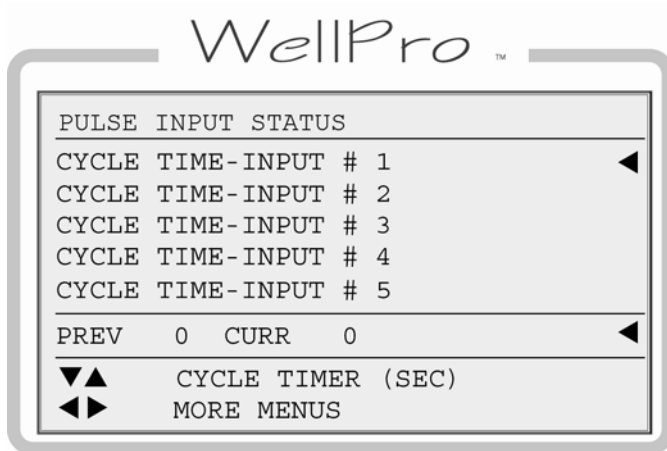 WellPro ™
PULSE INPUT STATUS
CYCLE TIME-INPUT # 1
CYCLE TIME-INPUT # 2
CYCLE TIME-INPUT # 3
CYCLE TIME-INPUT # 4
CYCLE TIME-INPUT # 5
PREV 0 CURR 0
CYCLE TIMER (SEC)
MORE MENUS